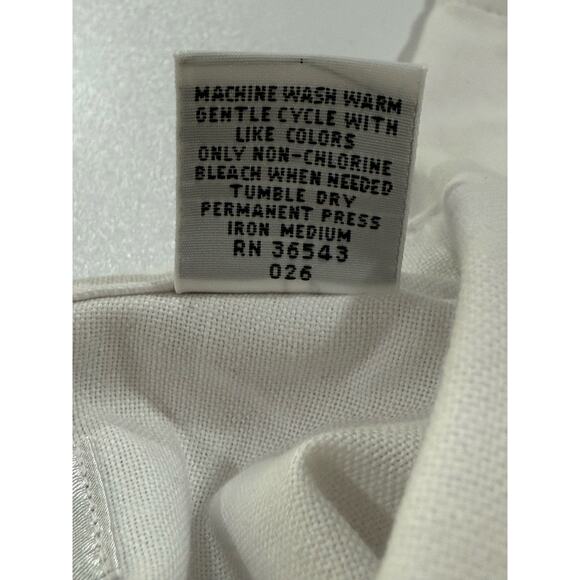 MACHINE WASH WARM
GENTLE CYCLE WITH
LIKE COLORS
ONLY NON-CHLORINE
BLEACH WHEN NEEDED
TUMBLE DRY
PERMANENT PRESS
IRON MEDIUM
RN 36543
026